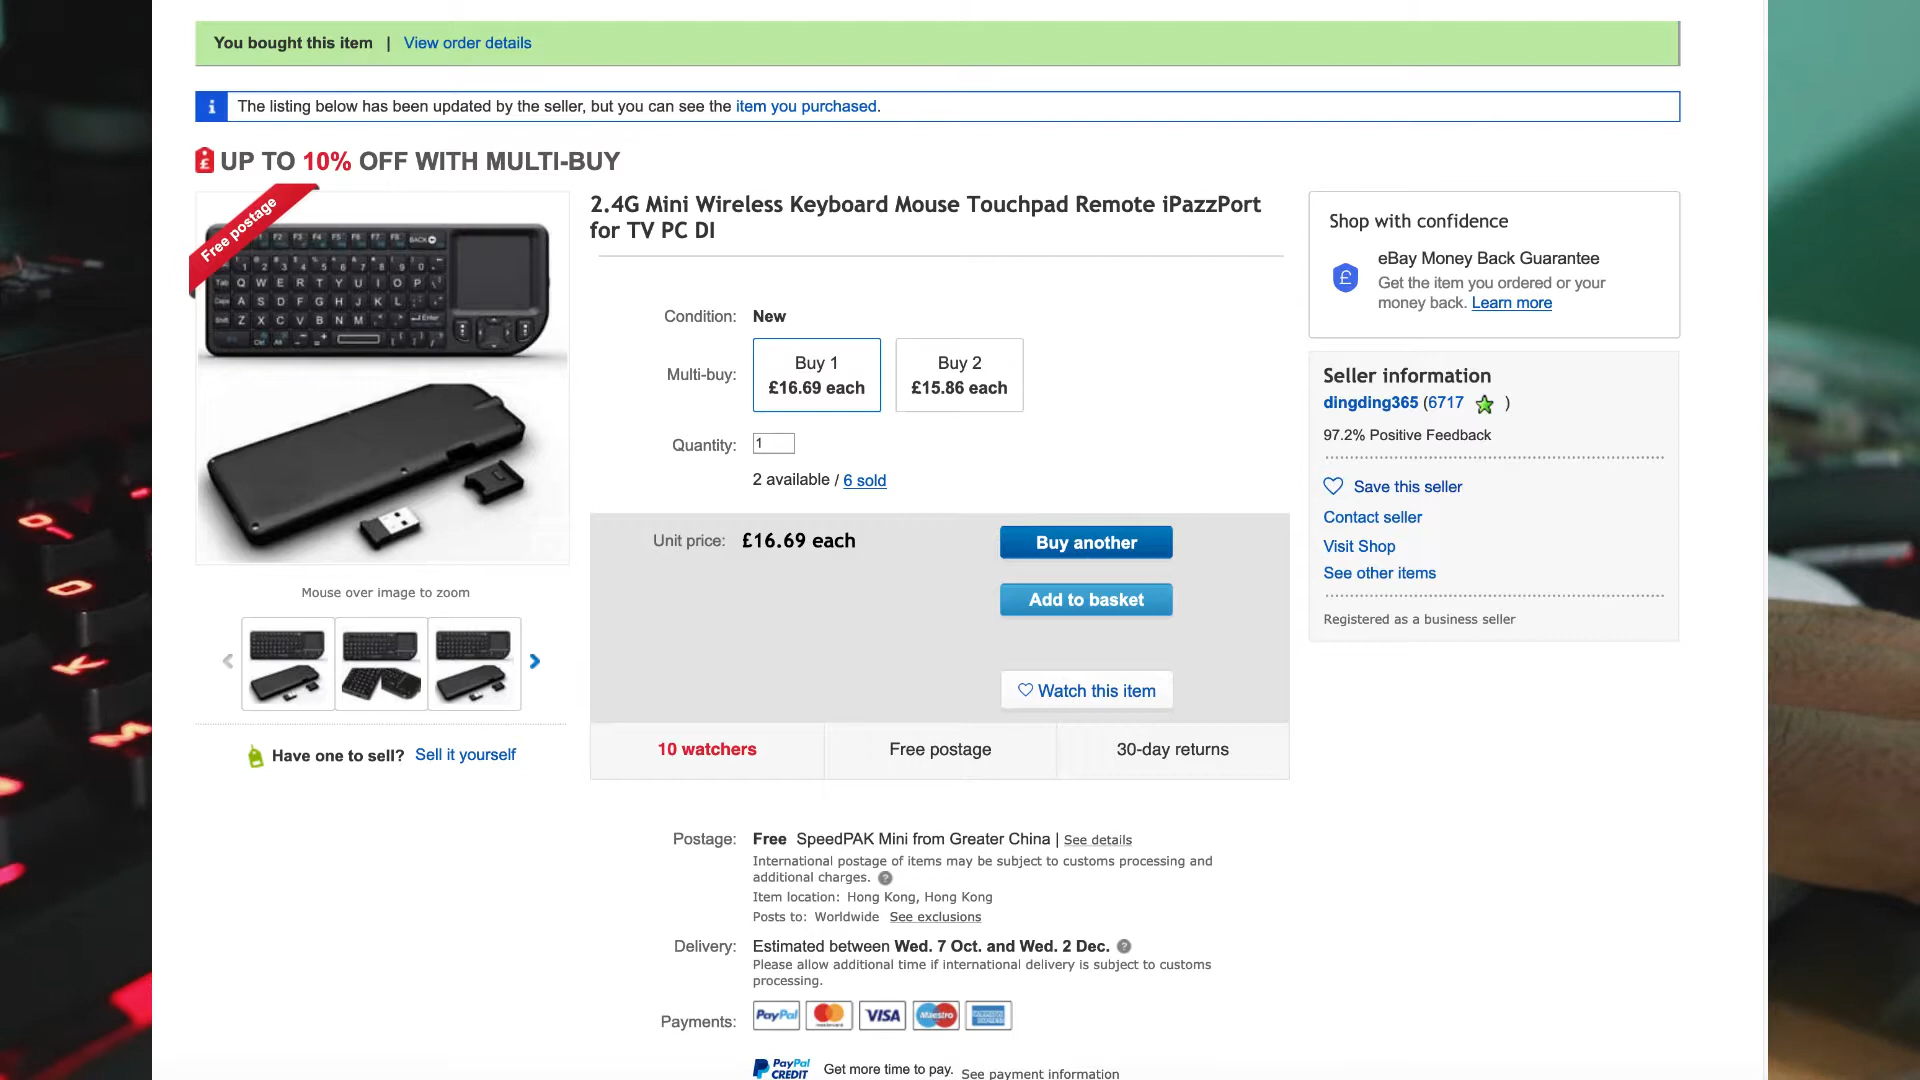 You bought this item | View order details
i The listing below has been updated by the seller, but you can see the item you purchased.
£ UP TO 10% OFF WITH MULTI-BUY
Free postage
2.4G Mini Wireless Keyboard Mouse Touchpad Remote iPazzPort
for TV PC DI
Condition: New
Multi-buy:
Buy 1
£16.69 each
Buy 2
£15.86 each
Quantity: 1
2 available / 6 sold
Unit price: £16.69 each
Buy another
Add to basket
Watch this item
10 watchers
Free postage
30-day returns
Mouse over image to zoom
Have one to sell? Sell it yourself
Postage: Free SpeedPAK Mini from Greater China | See details
International postage of items may be subject to customs processing and
additional charges. ?
Item location: Hong Kong, Hong Kong
Posts to: Worldwide See exclusions
Delivery: Estimated between Wed. 7 Oct. and Wed. 2 Dec. ?
Please allow additional time if international delivery is subject to customs
processing.
Payments: PayPal mastercard VISA Maestro
PayPal CREDIT Get more time to pay. See payment information
Shop with confidence
eBay Money Back Guarantee
Get the item you ordered or your
money back. Learn more
Seller information
dingding365 (6717 )
97.2% Positive Feedback
Save this seller
Contact seller
Visit Shop
See other items
Registered as a business seller